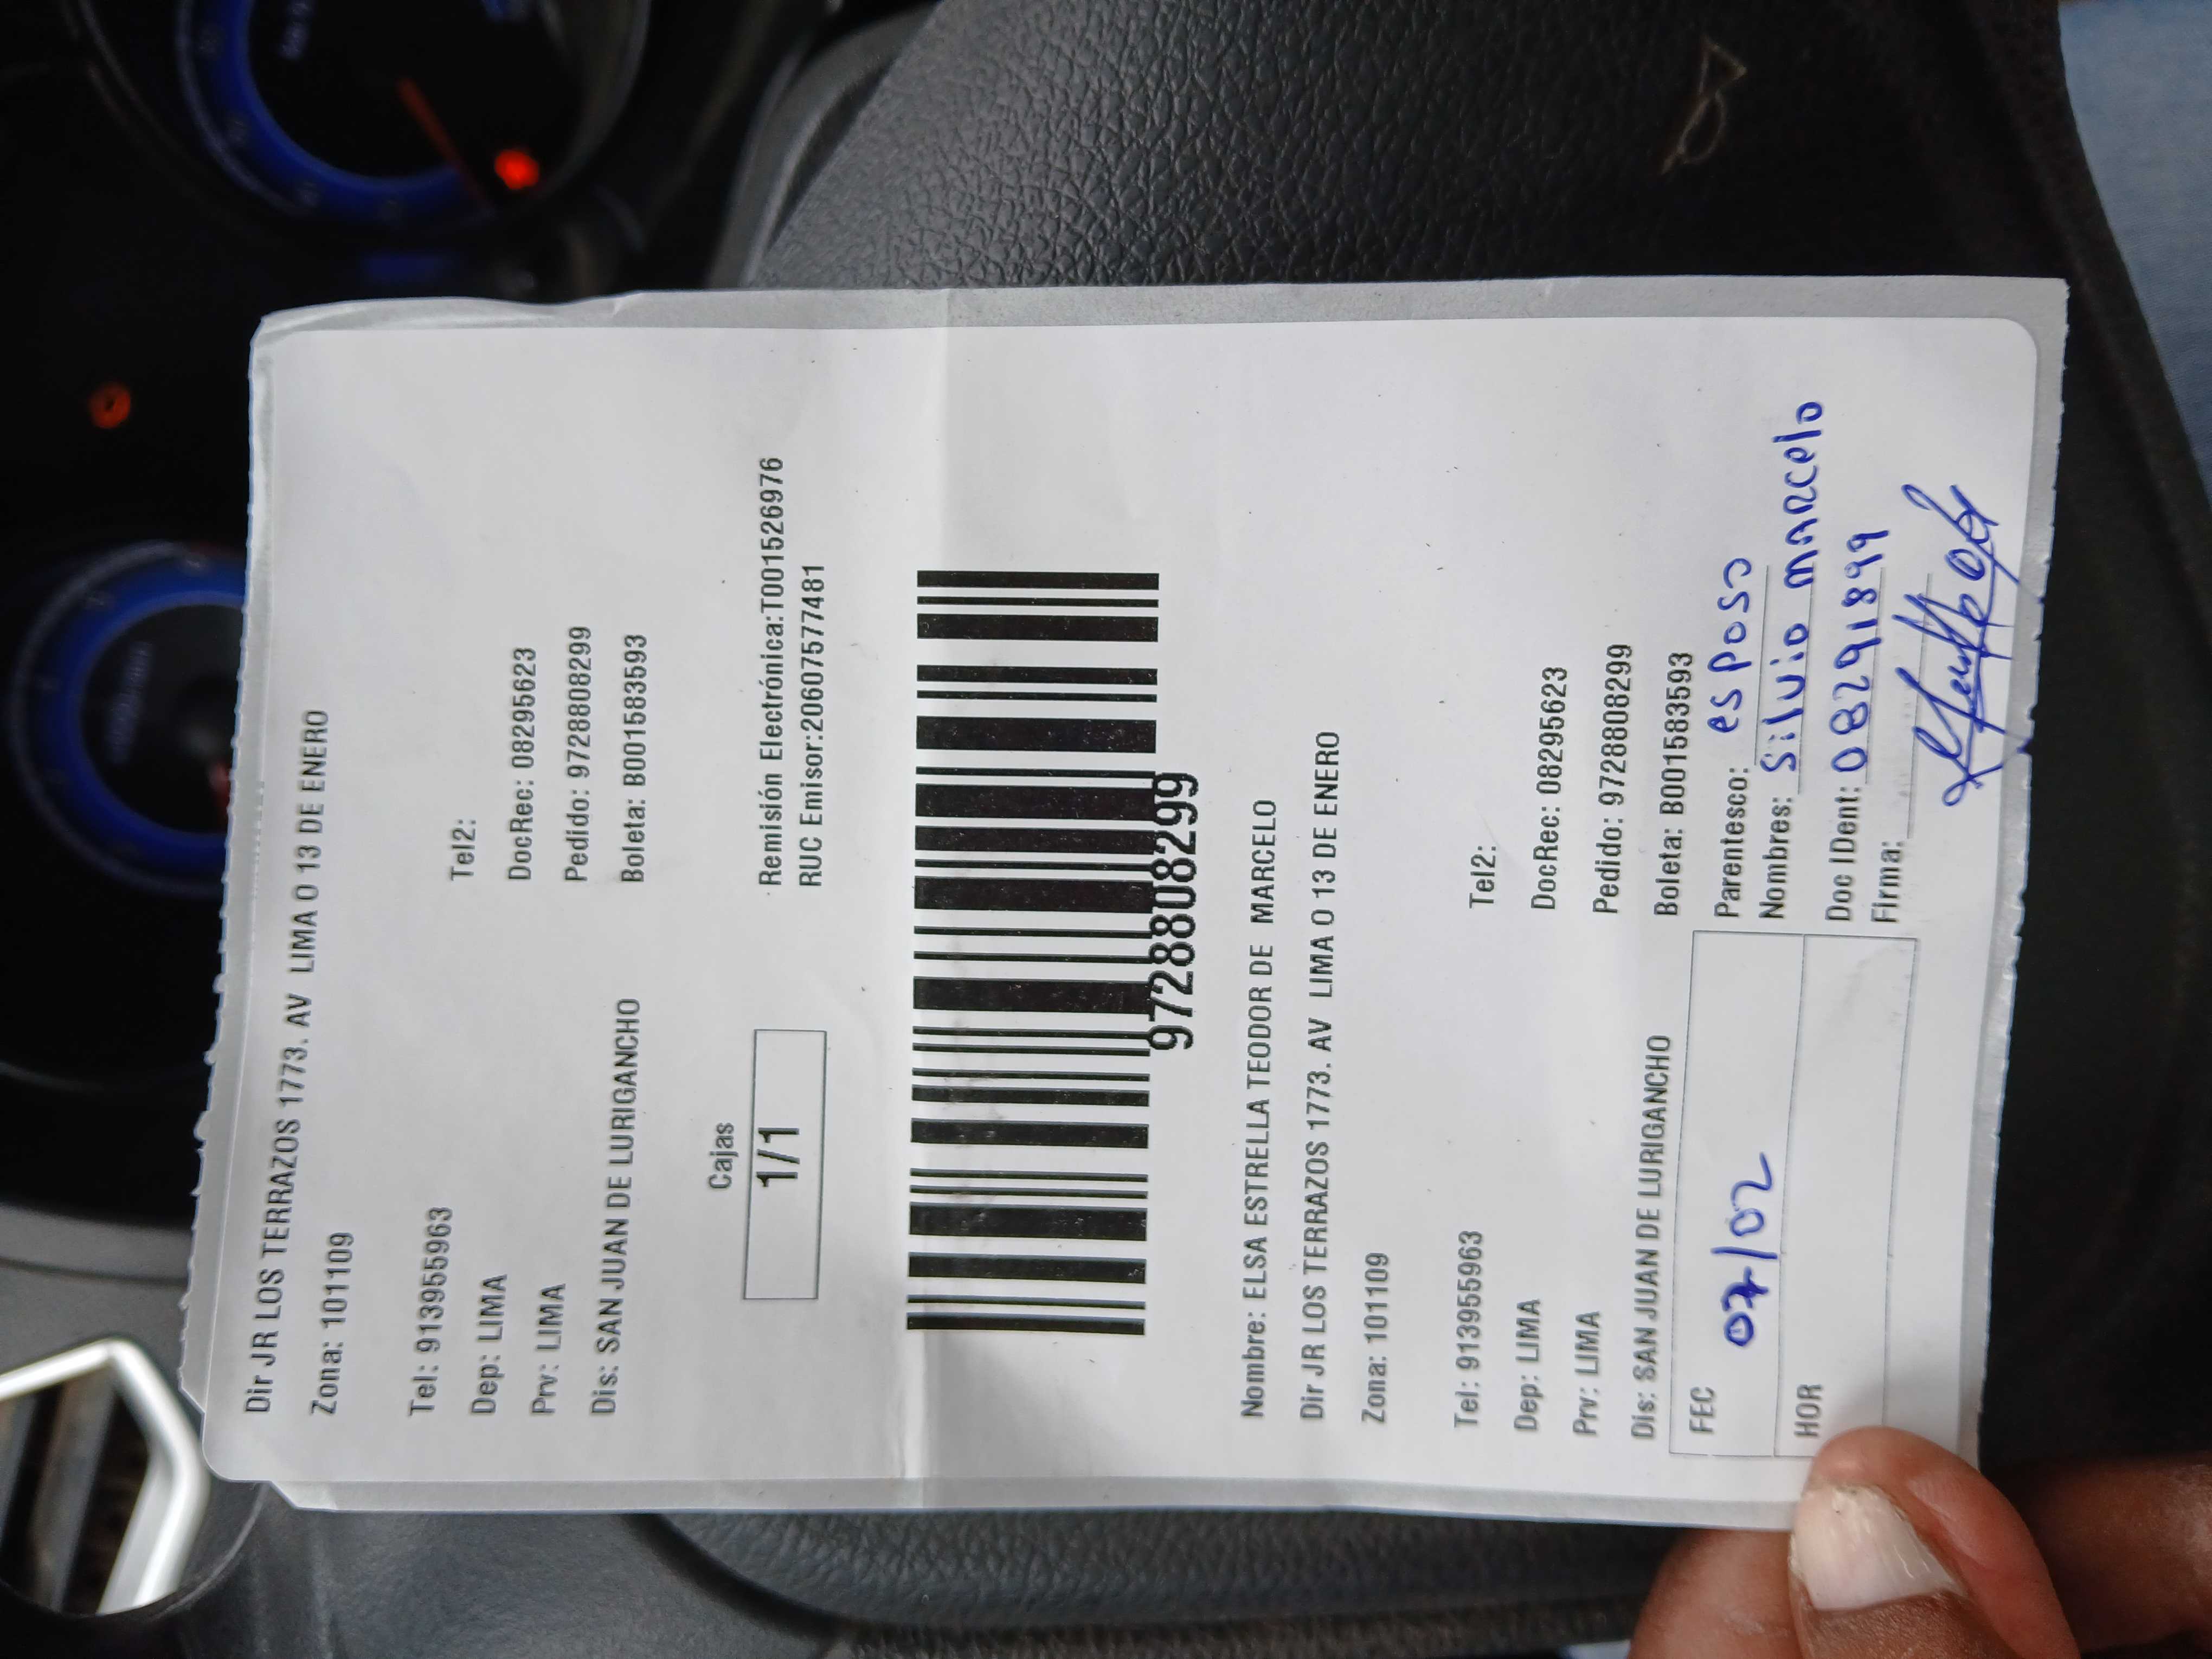 Dir JR LOS TERRAZOS 1773. AV LIMA O 13 DE ENERO
Zona: 101109
Tel: 913955963 Tel2:
Dep: LIMA DocRec: 08295623
Prv: LIMA Pedido: 97288808299
Dis: SAN JUAN DE LURIGANCHO Boleta: B001583593
Cajas
1/1
Remisión Electrónica:T001526976
RUC Emisor:20607577481
97288808299
Nombre: ELSA ESTRELLA TEODOR DE MARCELO
Dir JR LOS TERRAZOS 1773. AV LIMA O 13 DE ENERO
Zona: 101109
Tel: 913955963 Tel2:
Dep: LIMA DocRec: 08295623
Prv: LIMA Pedido: 97288808299
Dis: SAN JUAN DE LURIGANCHO Boleta: B001583593
FEC 07/02
HOR
Parentesco: esposo
Nombres: Silvio MARcelo
Doc IDent: 08291899
Firma: